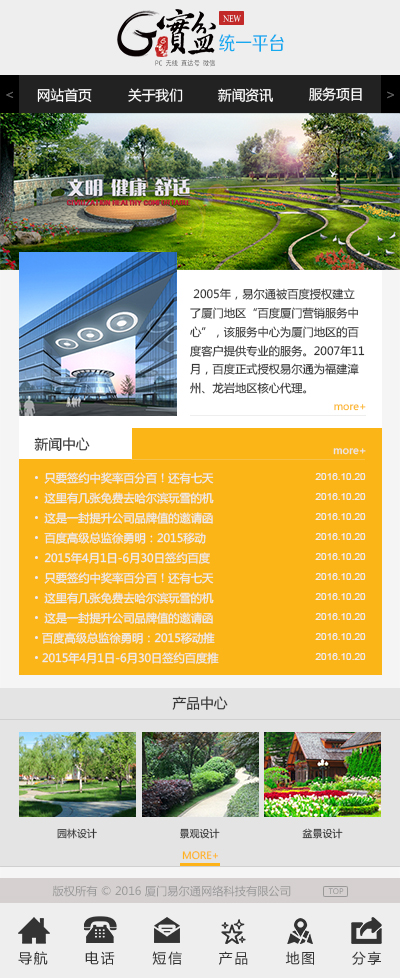 G寶盆 NEW
统一平台
PC 无线 直达号 微信
< 网站首页 关于我们 新闻资讯 服务项目 >
文明 健康 舒适
CIVILIZATION HEALTHY COMFORTABLE
2005年，易尔通被百度授权建立
了厦门地区“百度厦门营销服务中
心”，该服务中心为厦门地区的百
度客户提供专业的服务。2007年11
月，百度正式授权易尔通为福建漳
州、龙岩地区核心代理。
more+
新闻中心 more+
• 只要签约中奖率百分百！还有七天 2016.10.20
• 这里有几张免费去哈尔滨玩雪的机 2016.10.20
• 这是一封提升公司品牌值的邀请函 2016.10.20
• 百度高级总监徐勇明：2015移动 2016.10.20
• 2015年4月1日-6月30日签约百度 2016.10.20
• 只要签约中奖率百分百！还有七天 2016.10.20
• 这里有几张免费去哈尔滨玩雪的机 2016.10.20
• 这是一封提升公司品牌值的邀请函 2016.10.20
• 百度高级总监徐勇明：2015移动推 2016.10.20
• 2015年4月1日-6月30日签约百度推 2016.10.20
产品中心
园林设计 景观设计 盆景设计
MORE+
版权所有 © 2016 厦门易尔通网络科技有限公司 TOP
导航 电话 短信 产品 地图 分享